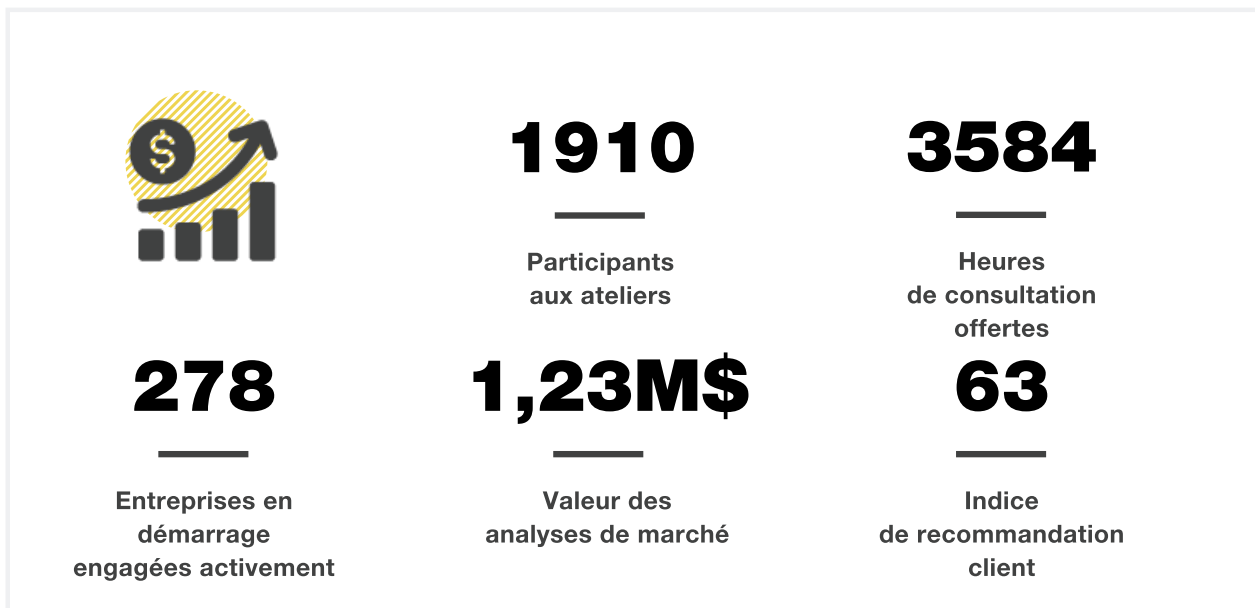 $
1910
Participants
aux ateliers
3584
Heures
de consultation
offertes
278
Entreprises en
démarrage
engagées activement
1,23M$
Valeur des
analyses de marché
63
Indice
de recommandation
client